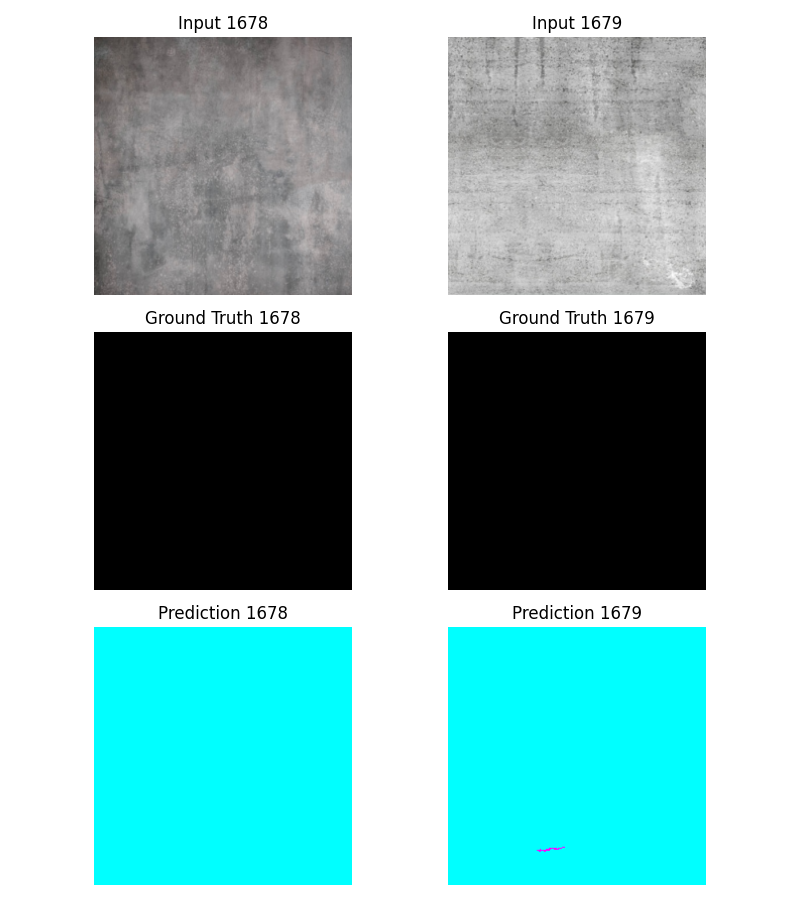 Input 1678
Input 1679
Ground Truth 1678
Ground Truth 1679
Prediction 1678
Prediction 1679